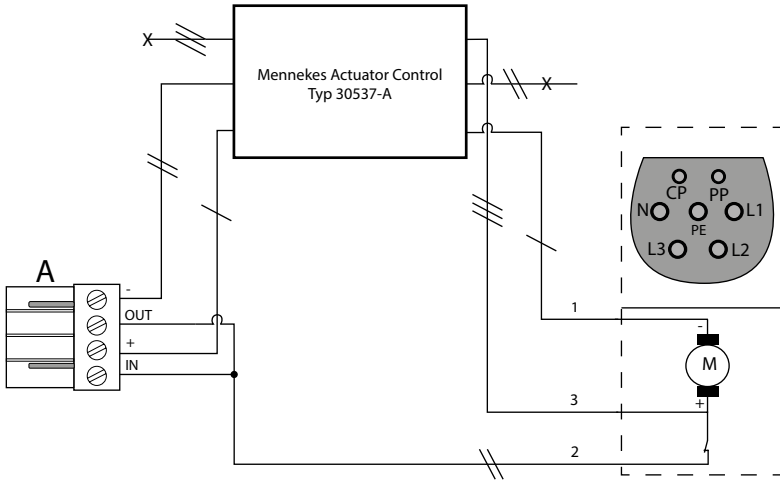 X
Mennekes Actuator Control
Typ 30537-A
X
CP PP
N L1
PE
L3 L2
A
-
OUT
+
IN
1
-
M
+
3
2